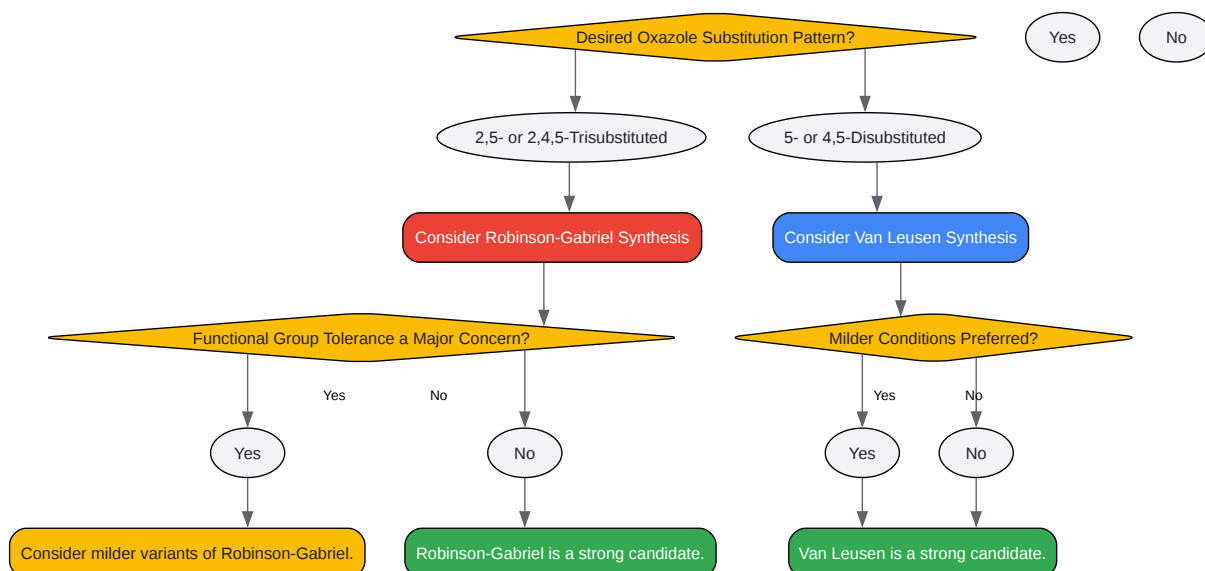 Desired Oxazole Substitution Pattern?
Yes
No
2,5- or 2,4,5-Trisubstituted
5- or 4,5-Disubstituted
Consider Robinson-Gabriel Synthesis
Consider Van Leusen Synthesis
Functional Group Tolerance a Major Concern?
Milder Conditions Preferred?
Yes
No
Yes
No
Yes
No
Yes
No
Consider milder variants of Robinson-Gabriel.
Robinson-Gabriel is a strong candidate.
Van Leusen is a strong candidate.